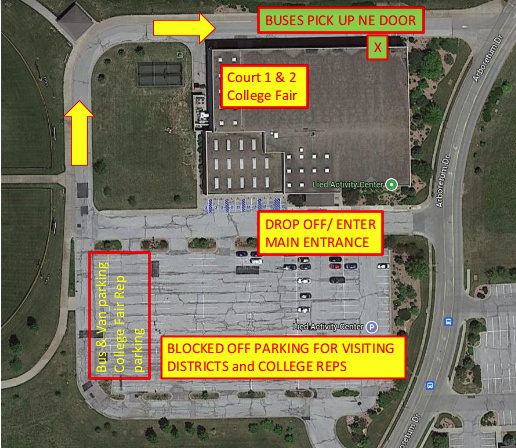 BUSES PICK UP NE DOOR
X
Court 1 & 2
College Fair
Arboretum Dr
Lied Activity Center
Arboretum Dr
DROP OFF/ ENTER
MAIN ENTRANCE
Bus & Van parking
College Fair Rep
parking
Lied Activity Center P
BLOCKED OFF PARKING FOR VISITING
DISTRICTS and COLLEGE REPS
Arboretum Dr